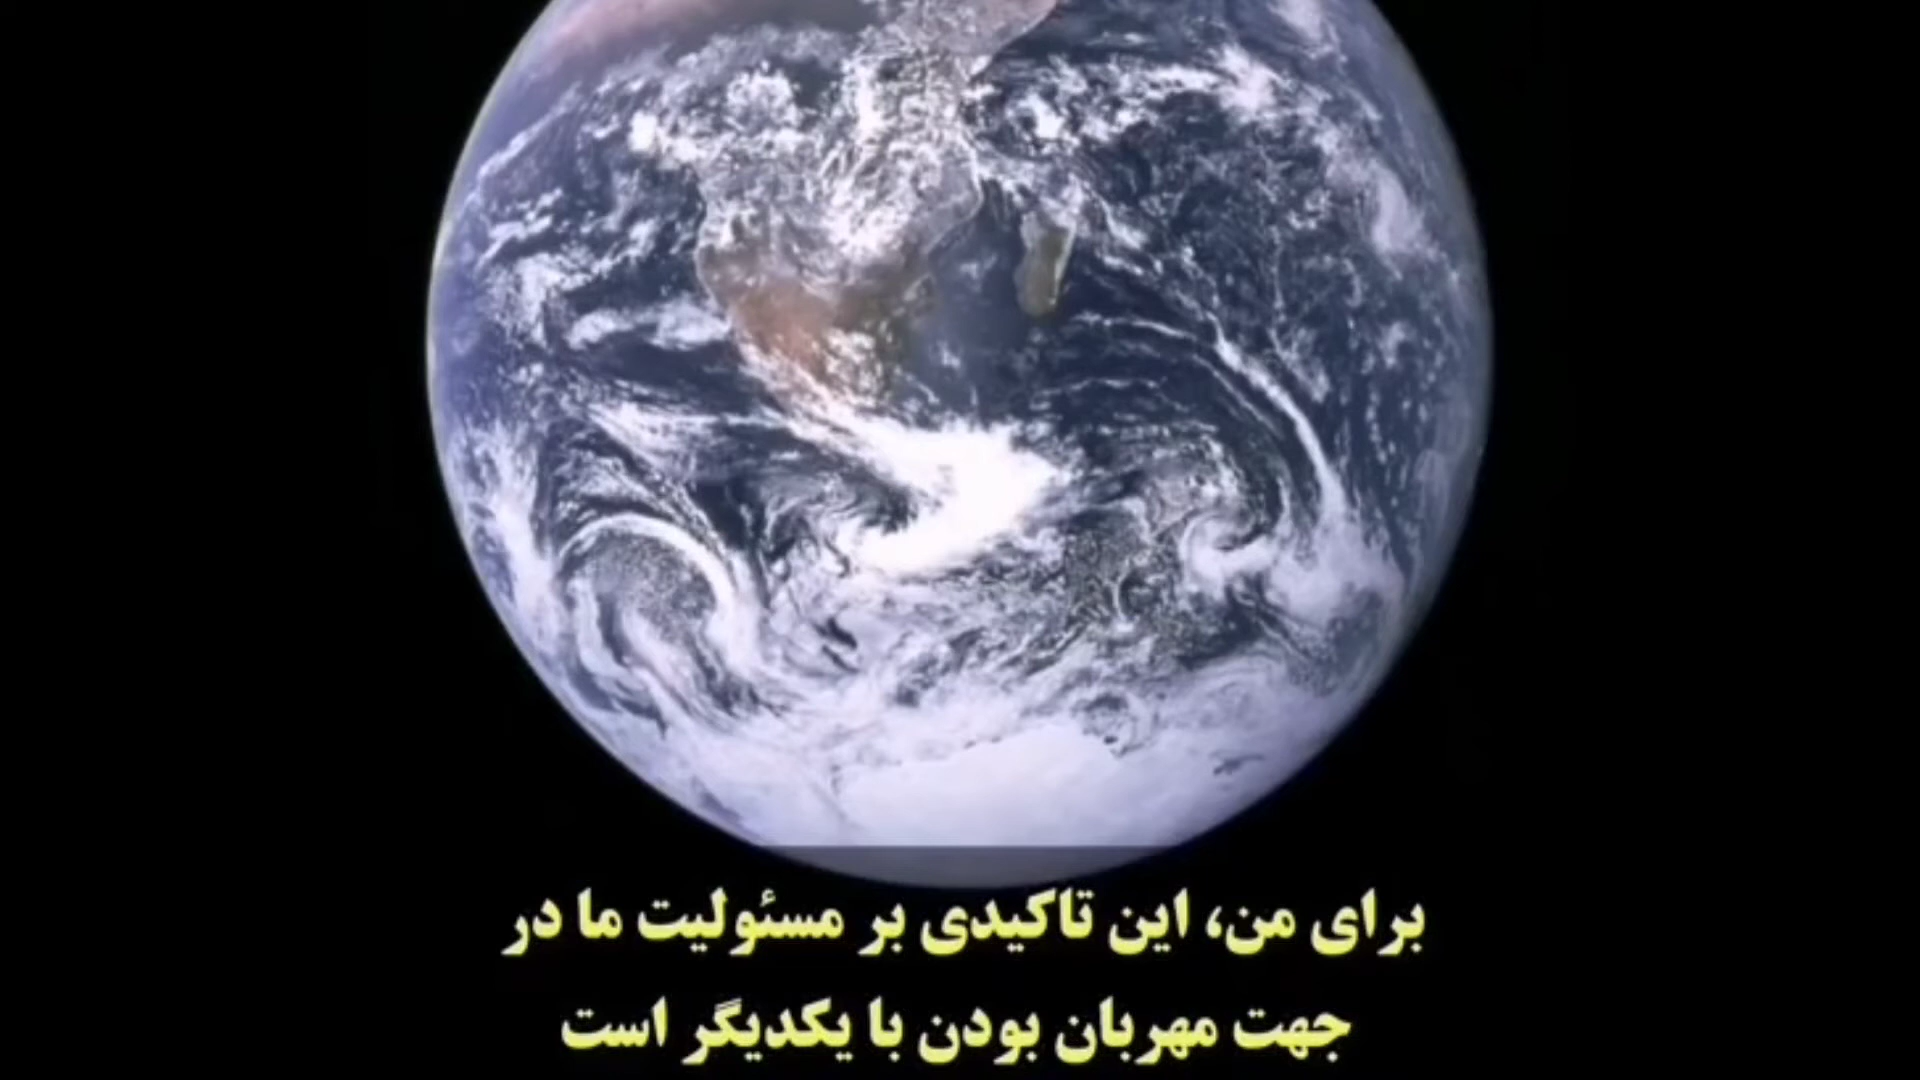 برای من، این تاکیدی بر مسئولیت ما در
جهت مهربان بودن با یکدیگر است